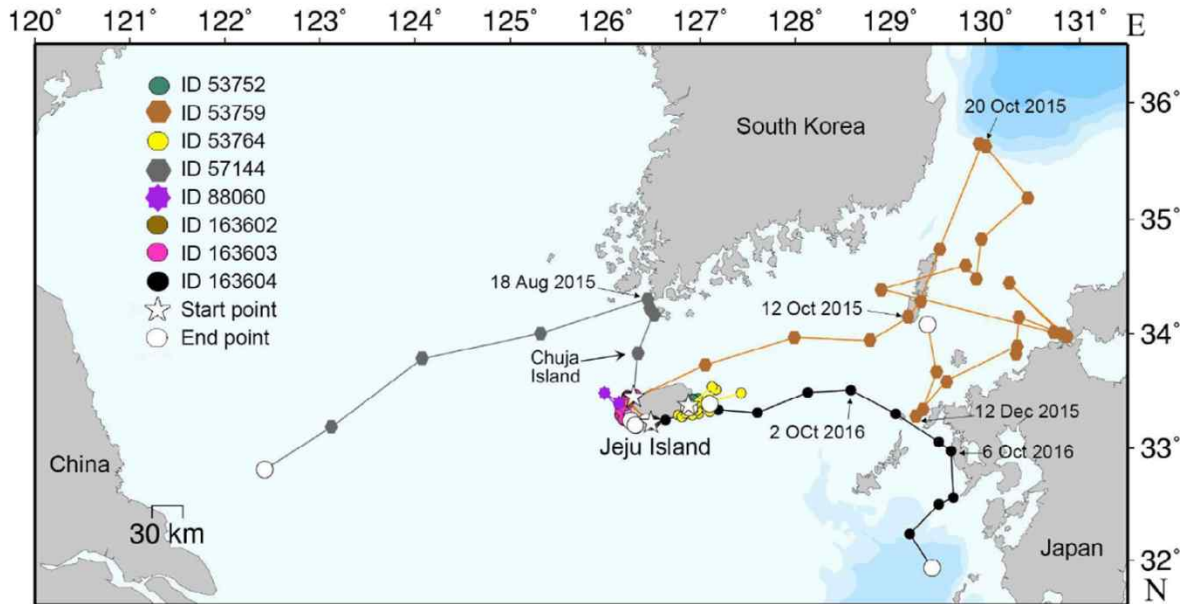 120˚ 121˚ 122˚ 123˚ 124˚ 125˚ 126˚ 127˚ 128˚ 129˚ 130˚ 131˚
E
ID 53752
ID 53759
ID 53764
ID 57144
ID 88060
ID 163602
ID 163603
ID 163604
Start point
End point
South Korea
20 Oct 2015
36˚
35˚
18 Aug 2015
12 Oct 2015
34˚
Chuja
Island
12 Dec 2015
2 OCt 2016
Jeju Island
6 Oct 2016
33˚
China
30 km
Japan
32˚
N